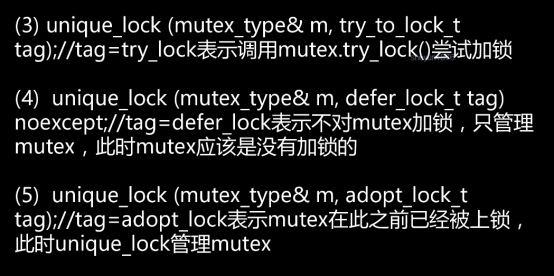 (3) unique_lock (mutex_type& m, try_to_lock_t
tag);//tag=try_lock表示调用mutex.try_lock()尝试加锁
(4)  unique_lock (mutex_type& m, defer_lock_t tag)
noexcept;//tag=defer_lock表示不对mutex加锁，只管理
mutex，此时mutex应该是没有加锁的
(5)  unique_lock (mutex_type& m, adopt_lock_t
tag);//tag=adopt_lock表示mutex在此之前已经被上锁，
此时unique_lock管理mutex